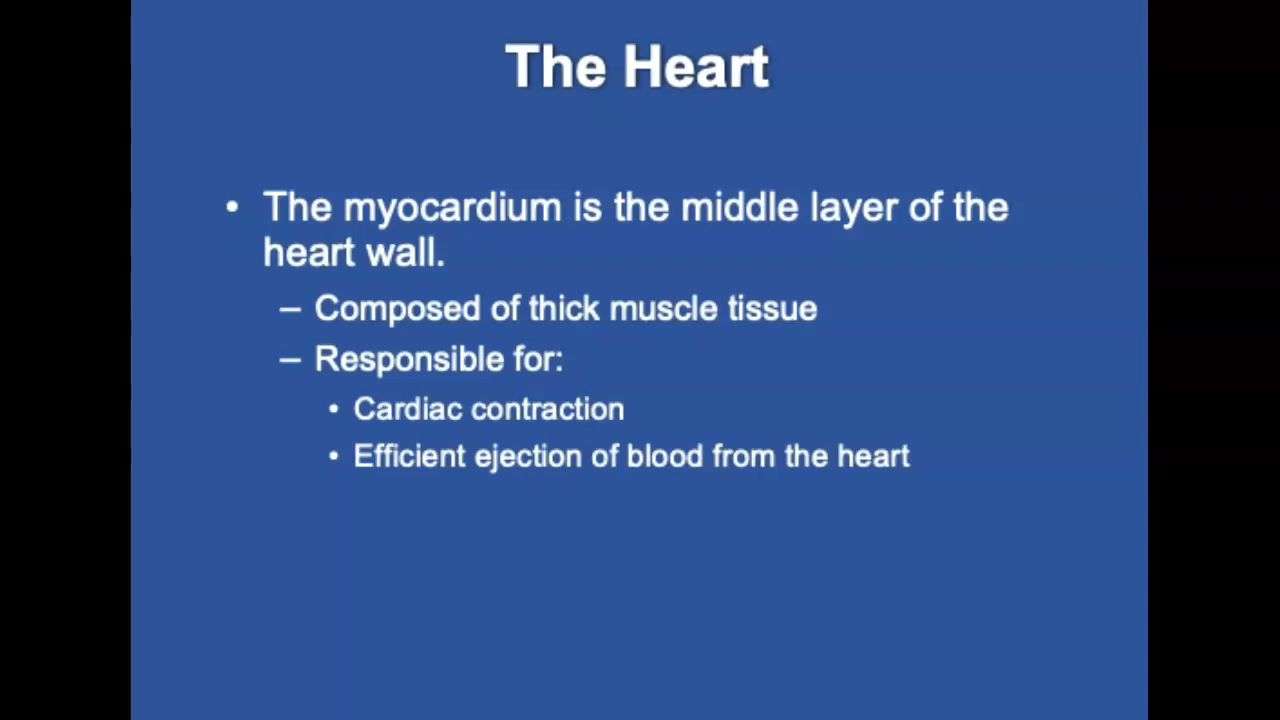 The Heart
• The myocardium is the middle layer of the
heart wall.
– Composed of thick muscle tissue
– Responsible for:
• Cardiac contraction
• Efficient ejection of blood from the heart